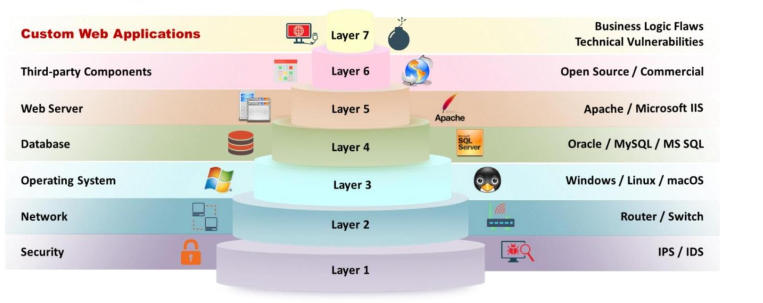 Custom Web Applications
Layer 7
Business Logic Flaws
Technical Vulnerabilities
Third-party Components
Layer 6
Open Source / Commercial
Web Server
Layer 5
Apache
Apache / Microsoft IIS
Database
Layer 4
SQL Server
Oracle / MySQL / MS SQL
Operating System
Layer 3
Windows / Linux / macOS
Network
Layer 2
Router / Switch
Security
Layer 1
IPS / IDS